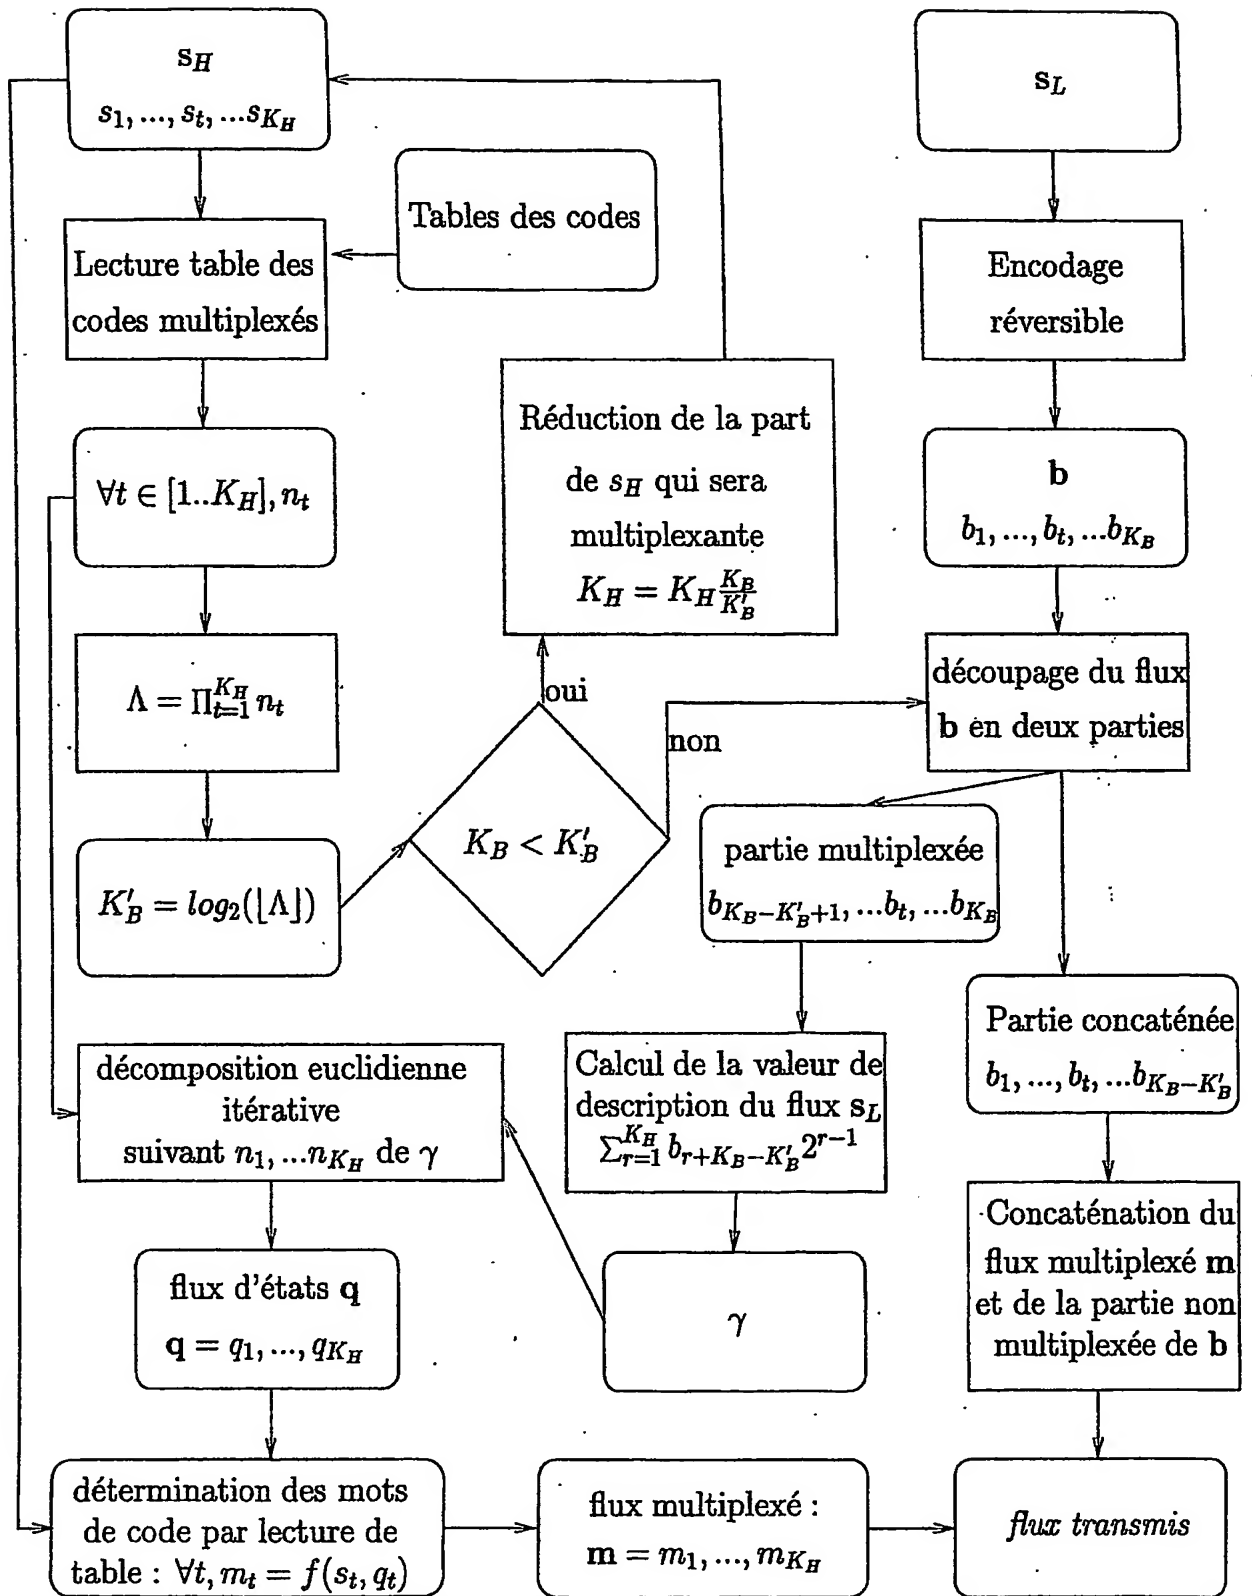 s_H
s_1, ..., s_t, ...s_{K_H}
s_L
Tables des codes
Lecture table des
codes multiplexés
Encodage
réversible
Réduction de la part
de s_H qui sera
multiplexante
K_H = K_H \frac{K_B}{K'_B}
∀t ∈ [1..K_H], n_t
b
b_1, ..., b_t, ...b_{K_B}
Λ = Π_{t=1}^{K_H} n_t
oui
non
découpage du flux
b en deux parties
K'_B = log_2(⌊Λ⌋)
K_B < K'_B
partie multiplexée
b_{K_B−K'_B+1}, ...b_t, ...b_{K_B}
Partie concaténée
b_1, ..., b_t, ...b_{K_B−K'_B}
décomposition euclidienne
itérative
suivant n_1, ...n_{K_H} de γ
Calcul de la valeur de
description du flux s_L
∑_{r=1}^{K_H} b_{r+K_B−K'_B} 2^{r−1}
Concaténation du
flux multiplexé m
et de la partie non
multiplexée de b
flux d'états q
q = q_1, ..., q_{K_H}
γ
détermination des mots
de code par lecture de
table : ∀t, m_t = f(s_t, q_t)
flux multiplexé :
m = m_1, ..., m_{K_H}
flux transmis